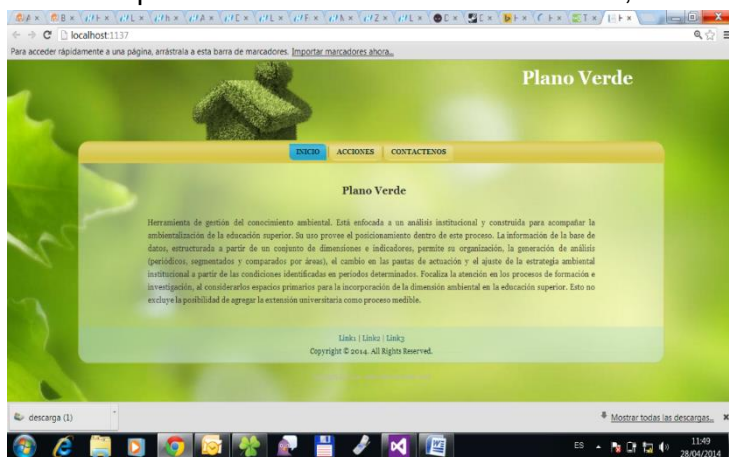 localhost:1137
Para acceder rápidamente a una página, arrástrala a esta barra de marcadores. Importar marcadores ahora...
Plano Verde
INICIO ACCIONES CONTACTENOS
Plano Verde
Herramienta de gestión del conocimiento ambiental. Está enfocada a un análisis institucional y construida para acompañar la
ambientalización de la educación superior. Su uso provee el posicionamiento dentro de este proceso. La información de la base de
datos, estructurada a partir de un conjunto de dimensiones e indicadores, permite su organización, la generación de análisis
(periódicos, segmentados y comparados por áreas), el cambio en las pautas de actuación y el ajuste de la estrategia ambiental
institucional a partir de las condiciones identificadas en periodos determinados. Focaliza la atención en los procesos de formación e
investigación, al considerarlos espacios primarios para la incorporación de la dimensión ambiental en la educación superior. Esto no
excluye la posibilidad de agregar la extensión universitaria como proceso medible.
Link1 | Link2 | Link3
Copyright © 2014. All Rights Reserved.
descarga (1)
Mostrar todas las descargas...
ES 11:49
28/04/2014